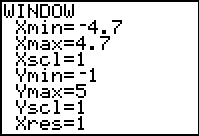 WINDOW
Xmin=-4.7
Xmax=4.7
Xscl=1
Ymin=-1
Ymax=5
Yscl=1
Xres=1